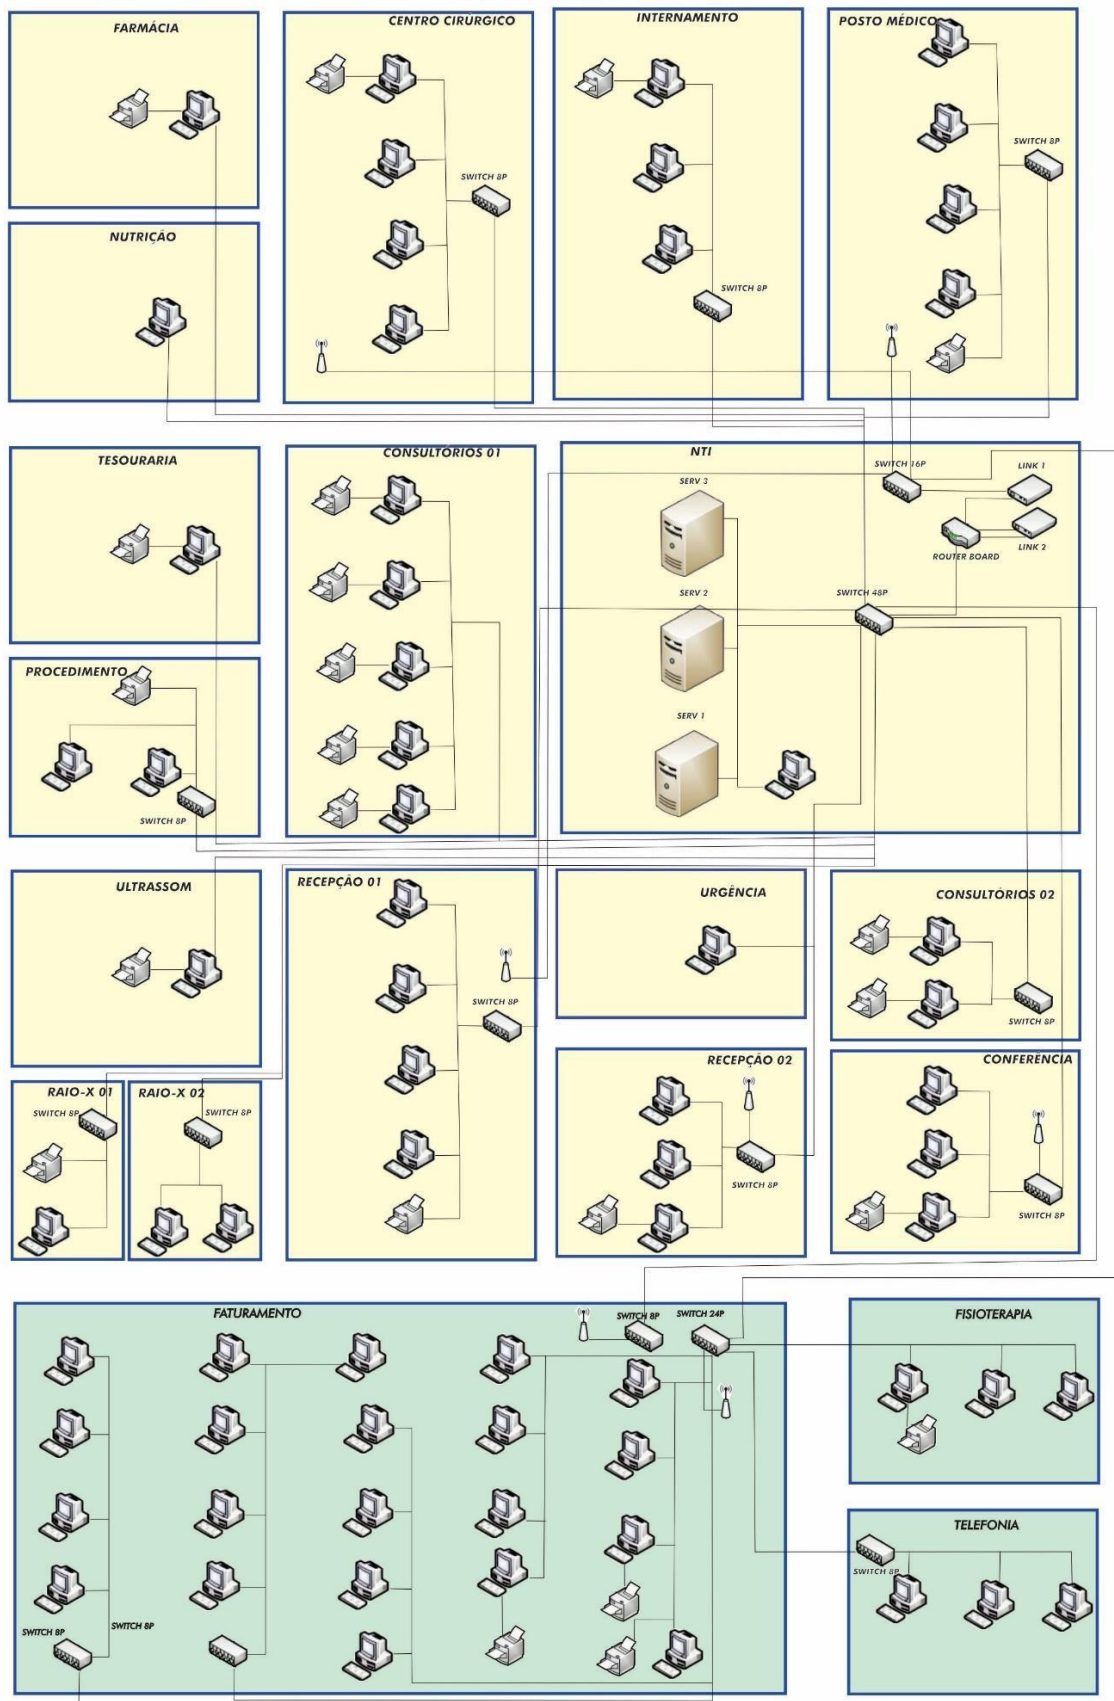 FARMÁCIA
CENTRO CIRÚRGICO
INTERNAMENTO
POSTO MÉDICO
SWITCH 8P
SWITCH 8P
NUTRIÇÃO
SWITCH 8P
TESOURARIA
CONSULTÓRIOS 01
NTI
SWITCH 16P
LINK 1
SERV 3
LINK 2
ROUTER BOARD
SERV 2
SWITCH 48P
PROCEDIMENTO
SERV 1
SWITCH 8P
ULTRASSOM
RECEPÇÃO 01
URGÊNCIA
CONSULTÓRIOS 02
SWITCH 8P
SWITCH 8P
RAIO-X 01
RAIO-X 02
RECEPÇÃO 02
CONFERÊNCIA
SWITCH 8P
SWITCH 8P
SWITCH 8P
SWITCH 8P
FATURAMENTO
SWITCH 8P
SWITCH 24P
FISIOTERAPIA
TELEFONIA
SWITCH 8P
SWITCH 8P
SWITCH 8P